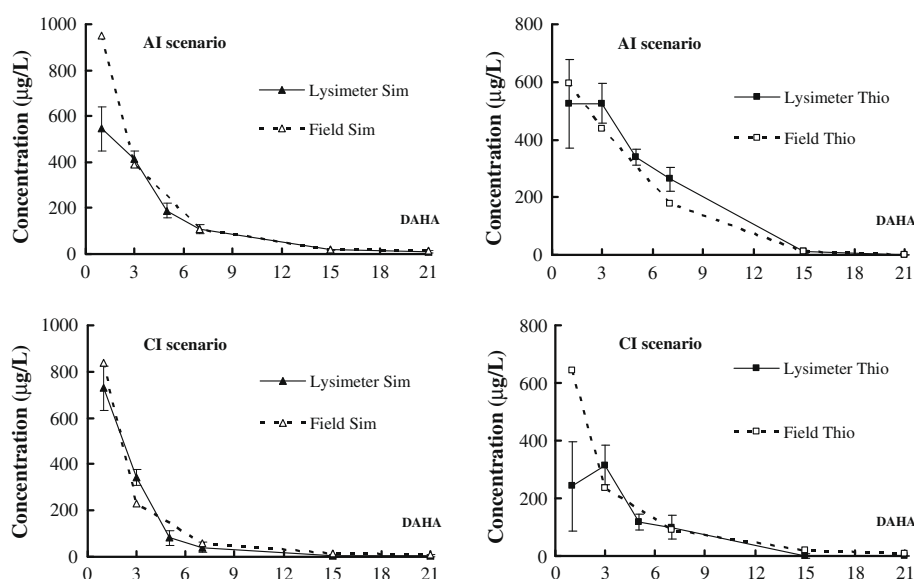 AI scenario
Concentration (µg/L)
1000
800
600
400
200
0
Lysimeter Sim
Field Sim
DAHA
0 3 6 9 12 15 18 21
AI scenario
Concentration (µg/L)
800
600
400
200
0
Lysimeter Thio
Field Thio
DAHA
0 3 6 9 12 15 18 21
CI scenario
Concentration (µg/L)
1000
800
600
400
200
0
Lysimeter Sim
Field Sim
DAHA
0 3 6 9 12 15 18 21
CI scenario
Concentration (µg/L)
800
600
400
200
0
Lysimeter Thio
Field Thio
DAHA
0 3 6 9 12 15 18 21